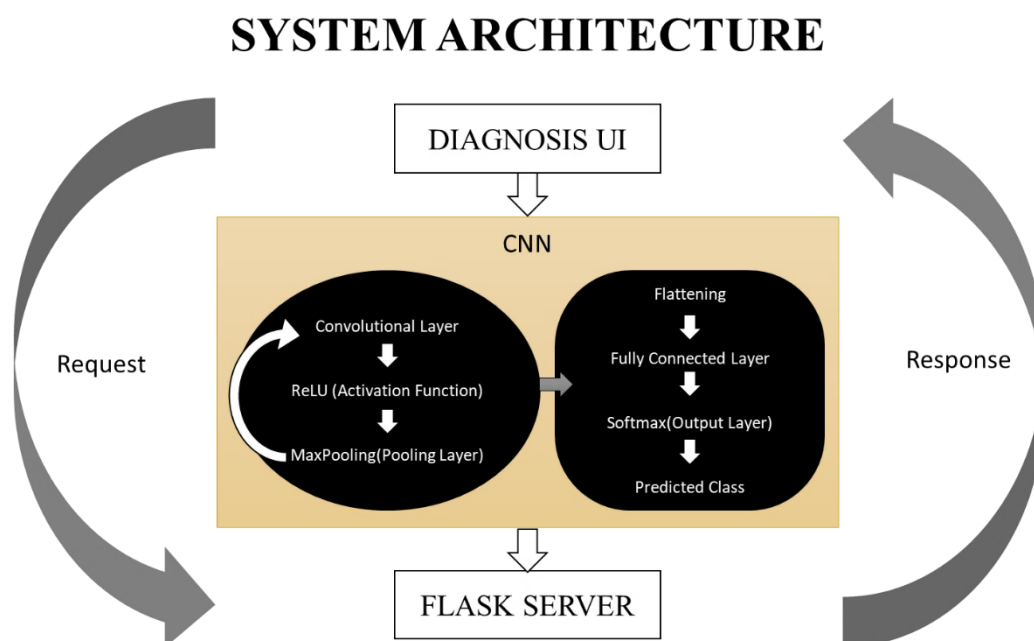 SYSTEM ARCHITECTURE
DIAGNOSIS UI
CNN
Convolutional Layer
ReLU (Activation Function)
MaxPooling(Pooling Layer)
Flattening
Fully Connected Layer
Softmax(Output Layer)
Predicted Class
Request
Response
FLASK SERVER